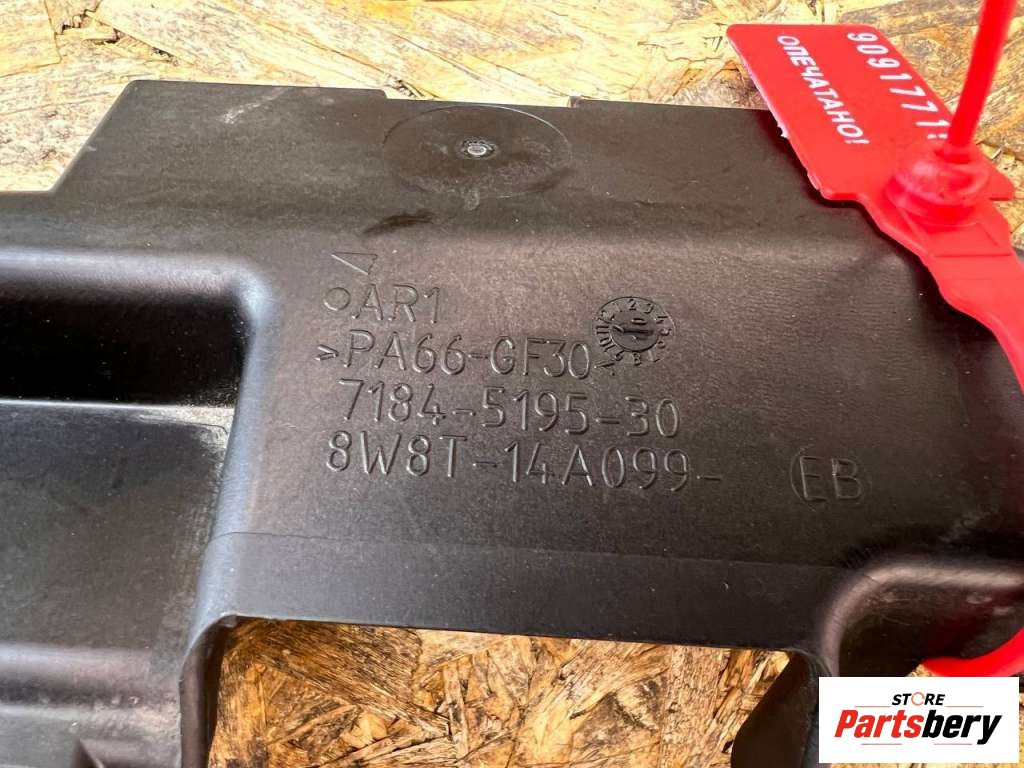 9091771
ОПЕЧАТАНО!
AR1
>PA66-GF30<
7184-5195-30
8W8T-14A099- EB
STORE
Partsbery